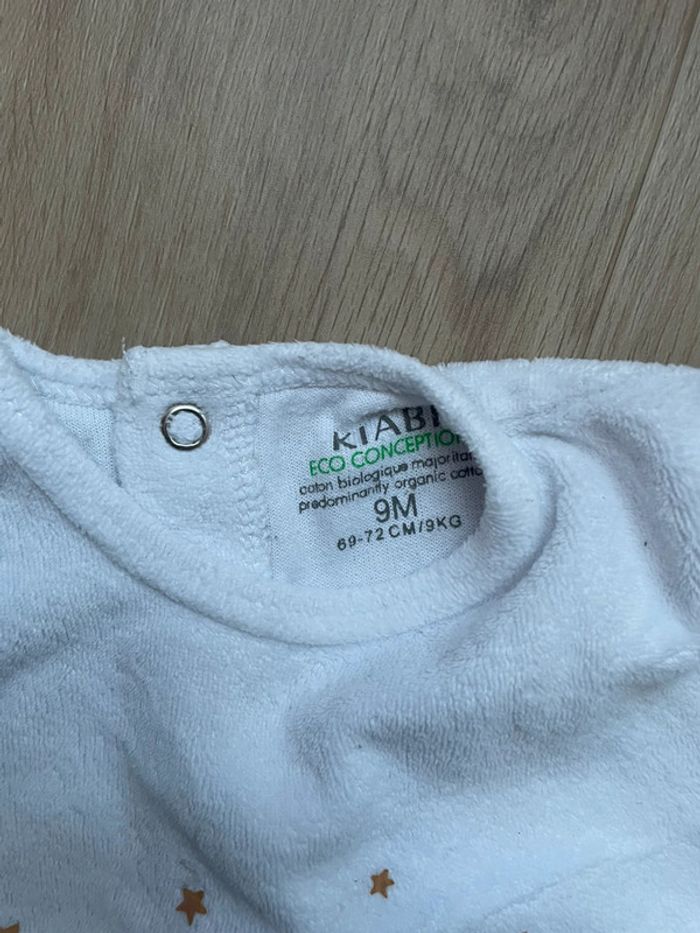 KIABI
ECO CONCEPTION
coton biologique majoritaire
predominantly organic cotton
9M
69-72 CM/9KG